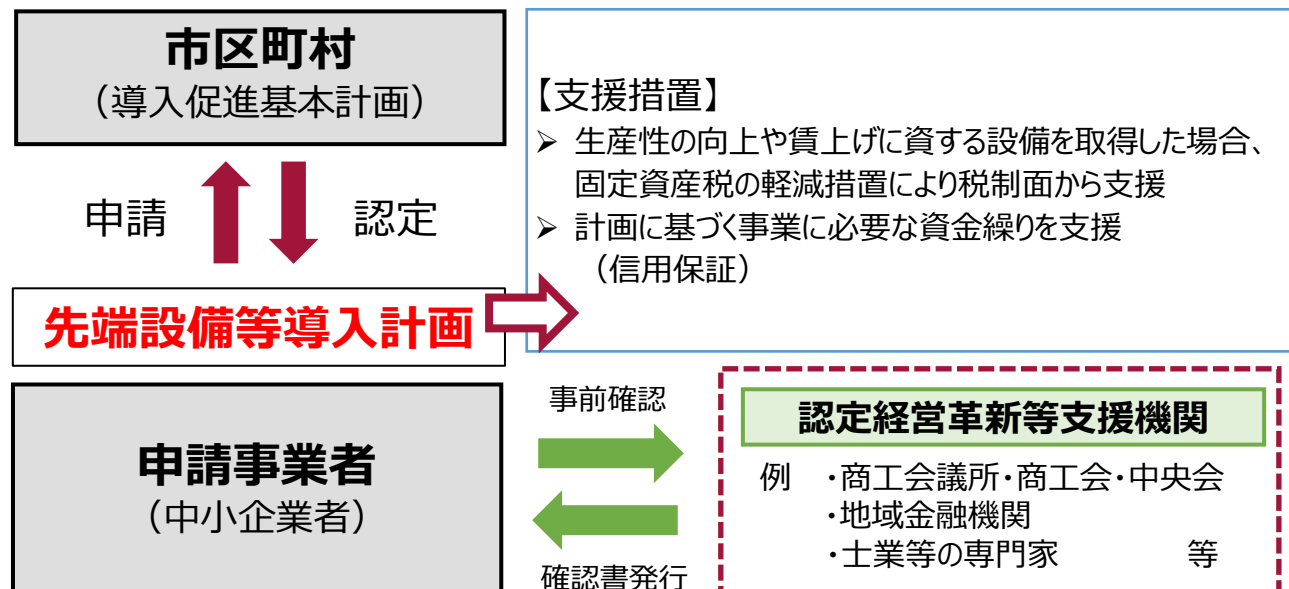 市区町村
（導入促進基本計画）
申請
認定
先端設備等導入計画
【支援措置】
➢ 生産性の向上や賃上げに資する設備を取得した場合、
固定資産税の軽減措置により税制面から支援
➢ 計画に基づく事業に必要な資金繰りを支援
（信用保証）
申請事業者
（中小企業者）
事前確認
確認書発行
認定経営革新等支援機関
例 ・商工会議所・商工会・中央会
・地域金融機関
・士業等の専門家 等